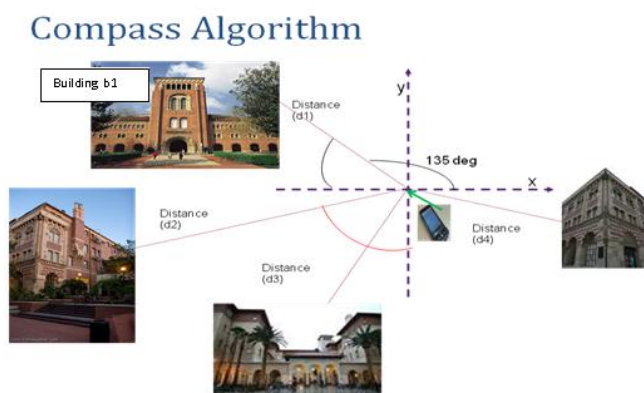 Compass Algorithm
Building b1
Distance
(d1)
y
135 deg
x
Distance
(d2)
Distance
(d4)
Distance
(d3)